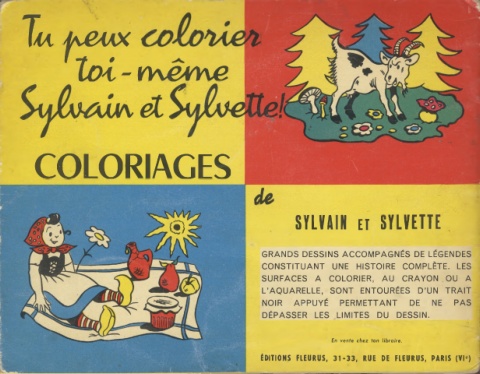 Tu peux colorier
toi-même
Sylvain et Sylvette!
COLORIAGES
de
SYLVAIN ET SYLVETTE
GRANDS DESSINS ACCOMPAGNÉS DE LÉGENDES
CONSTITUANT UNE HISTOIRE COMPLÈTE. LES
SURFACES A COLORIER, AU CRAYON OU A
L'AQUARELLE, SONT ENTOURÉES D'UN TRAIT
NOIR APPUYÉ PERMETTANT DE NE PAS
DÉPASSER LES LIMITES DU DESSIN.
En vente chez ton libraire.
ÉDITIONS FLEURUS, 31-33, RUE DE FLEURUS, PARIS (VIe)